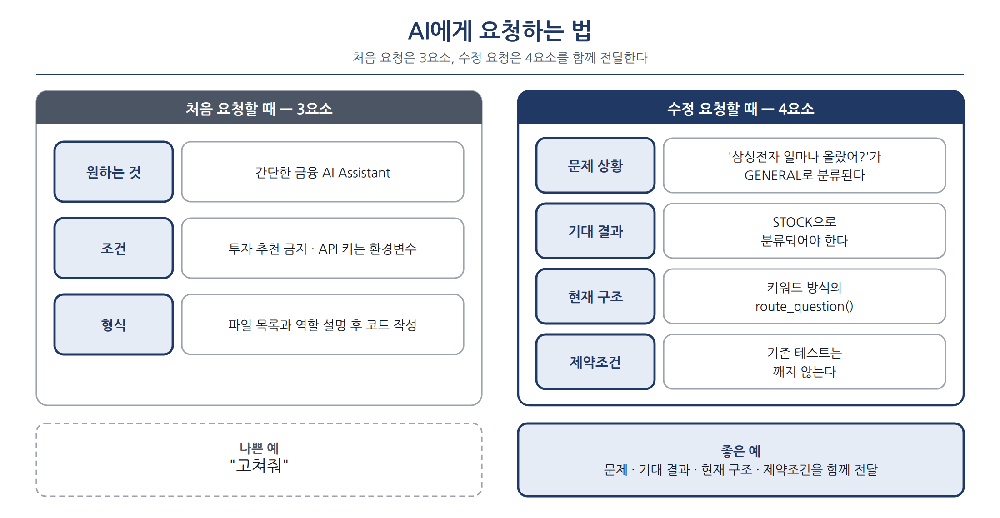 AI에게 요청하는 법
처음 요청은 3요소, 수정 요청은 4요소를 함께 전달한다
처음 요청할 때 — 3요소
원하는 것
간단한 금융 AI Assistant
조건
투자 추천 금지 · API 키는 환경변수
형식
파일 목록과 역할 설명 후 코드 작성
수정 요청할 때 — 4요소
문제 상황
'삼성전자 얼마나 올랐어?'가
GENERAL로 분류된다
기대 결과
STOCK으로
분류되어야 한다
현재 구조
키워드 방식의
route_question()
제약조건
기존 테스트는
깨지 않는다
나쁜 예
"고쳐줘"
좋은 예
문제 · 기대 결과 · 현재 구조 · 제약조건을 함께 전달